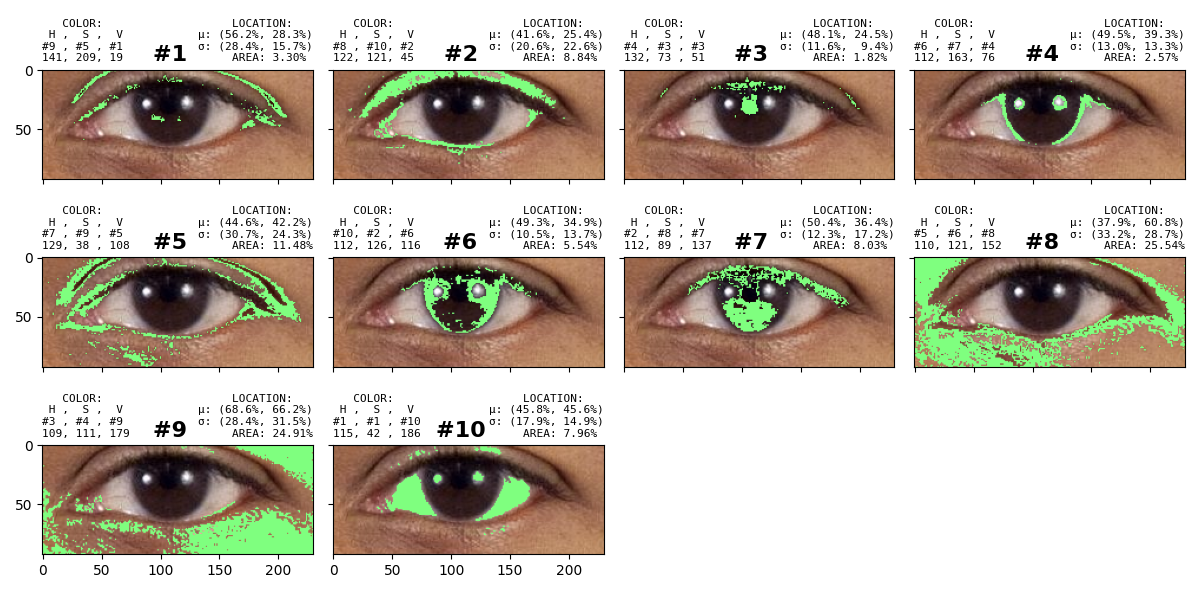 COLOR: LOCATION:
H , S , V μ: (56.2%, 28.3%)
#9 , #5 , #1 #1 σ: (28.4%, 15.7%)
141, 209, 19 AREA: 3.30%
COLOR: LOCATION:
H , S , V μ: (41.6%, 25.4%)
#8 , #10, #2 #2 σ: (20.6%, 22.6%)
122, 121, 45 AREA: 8.84%
COLOR: LOCATION:
H , S , V μ: (48.1%, 24.5%)
#4 , #3 , #3 #3 σ: (11.6%, 9.4%)
132, 73 , 51 AREA: 1.82%
COLOR: LOCATION:
H , S , V μ: (49.5%, 39.3%)
#6 , #7 , #4 #4 σ: (13.0%, 13.3%)
112, 163, 76 AREA: 2.57%
0
50
COLOR: LOCATION:
H , S , V μ: (44.6%, 42.2%)
#7 , #9 , #5 #5 σ: (30.7%, 24.3%)
129, 38 , 108 AREA: 11.48%
COLOR: LOCATION:
H , S , V μ: (49.3%, 34.9%)
#10, #2 , #6 #6 σ: (10.5%, 13.7%)
112, 126, 116 AREA: 5.54%
COLOR: LOCATION:
H , S , V μ: (50.4%, 36.4%)
#2 , #8 , #7 #7 σ: (12.3%, 17.2%)
112, 89 , 137 AREA: 8.03%
COLOR: LOCATION:
H , S , V μ: (37.9%, 60.8%)
#5 , #6 , #8 #8 σ: (33.2%, 28.7%)
110, 121, 152 AREA: 25.54%
0
50
COLOR: LOCATION:
H , S , V μ: (68.6%, 66.2%)
#3 , #4 , #9 #9 σ: (28.4%, 31.5%)
109, 111, 179 AREA: 24.91%
COLOR: LOCATION:
H , S , V μ: (45.8%, 45.6%)
#1 , #1 , #10 #10 σ: (17.9%, 14.9%)
115, 42 , 186 AREA: 7.96%
0
50
0 50 100 150 200
0 50 100 150 200